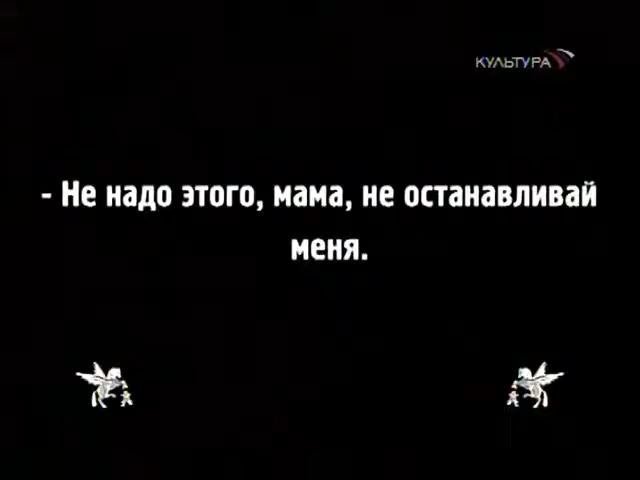 КУЛЬТУРА
- Не надо этого, мама, не останавливай
меня.